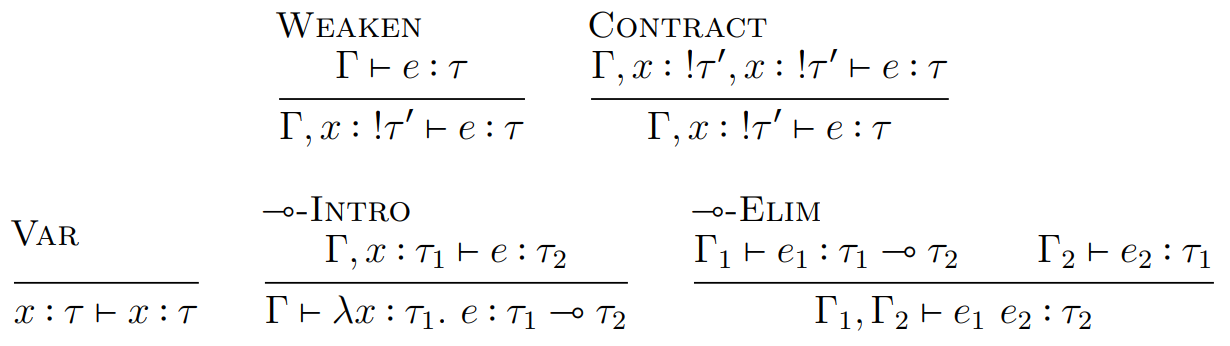 WEAKEN CONTRACT
Γ ⊢ e : τ Γ, x : !τ′, x : !τ′ ⊢ e : τ
Γ, x : !τ′ ⊢ e : τ Γ, x : !τ′ ⊢ e : τ
VAR ⊸-INTRO ⊸-ELIM
Γ, x : τ₁ ⊢ e : τ₂ Γ₁ ⊢ e₁ : τ₁ ⊸ τ₂ Γ₂ ⊢ e₂ : τ₁
x : τ ⊢ x : τ Γ ⊢ λx : τ₁. e : τ₁ ⊸ τ₂ Γ₁, Γ₂ ⊢ e₁ e₂ : τ₂